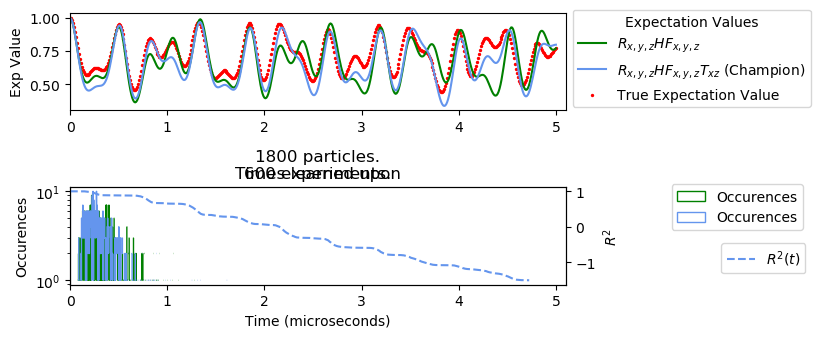 Exp Value
1.00
0.75
0.50
0
1
2
3
4
5
Expectation Values
R_{x,y,z}HF_{x,y,z}
R_{x,y,z}HF_{x,y,z}T_{xz} (Champion)
True Expectation Value
1800 particles.
600 experiments.
Times learned upon
Occurences
10^1
10^0
1
0
−1
R^2
0
1
2
3
4
5
Time (microseconds)
Occurences
Occurences
R^2(t)